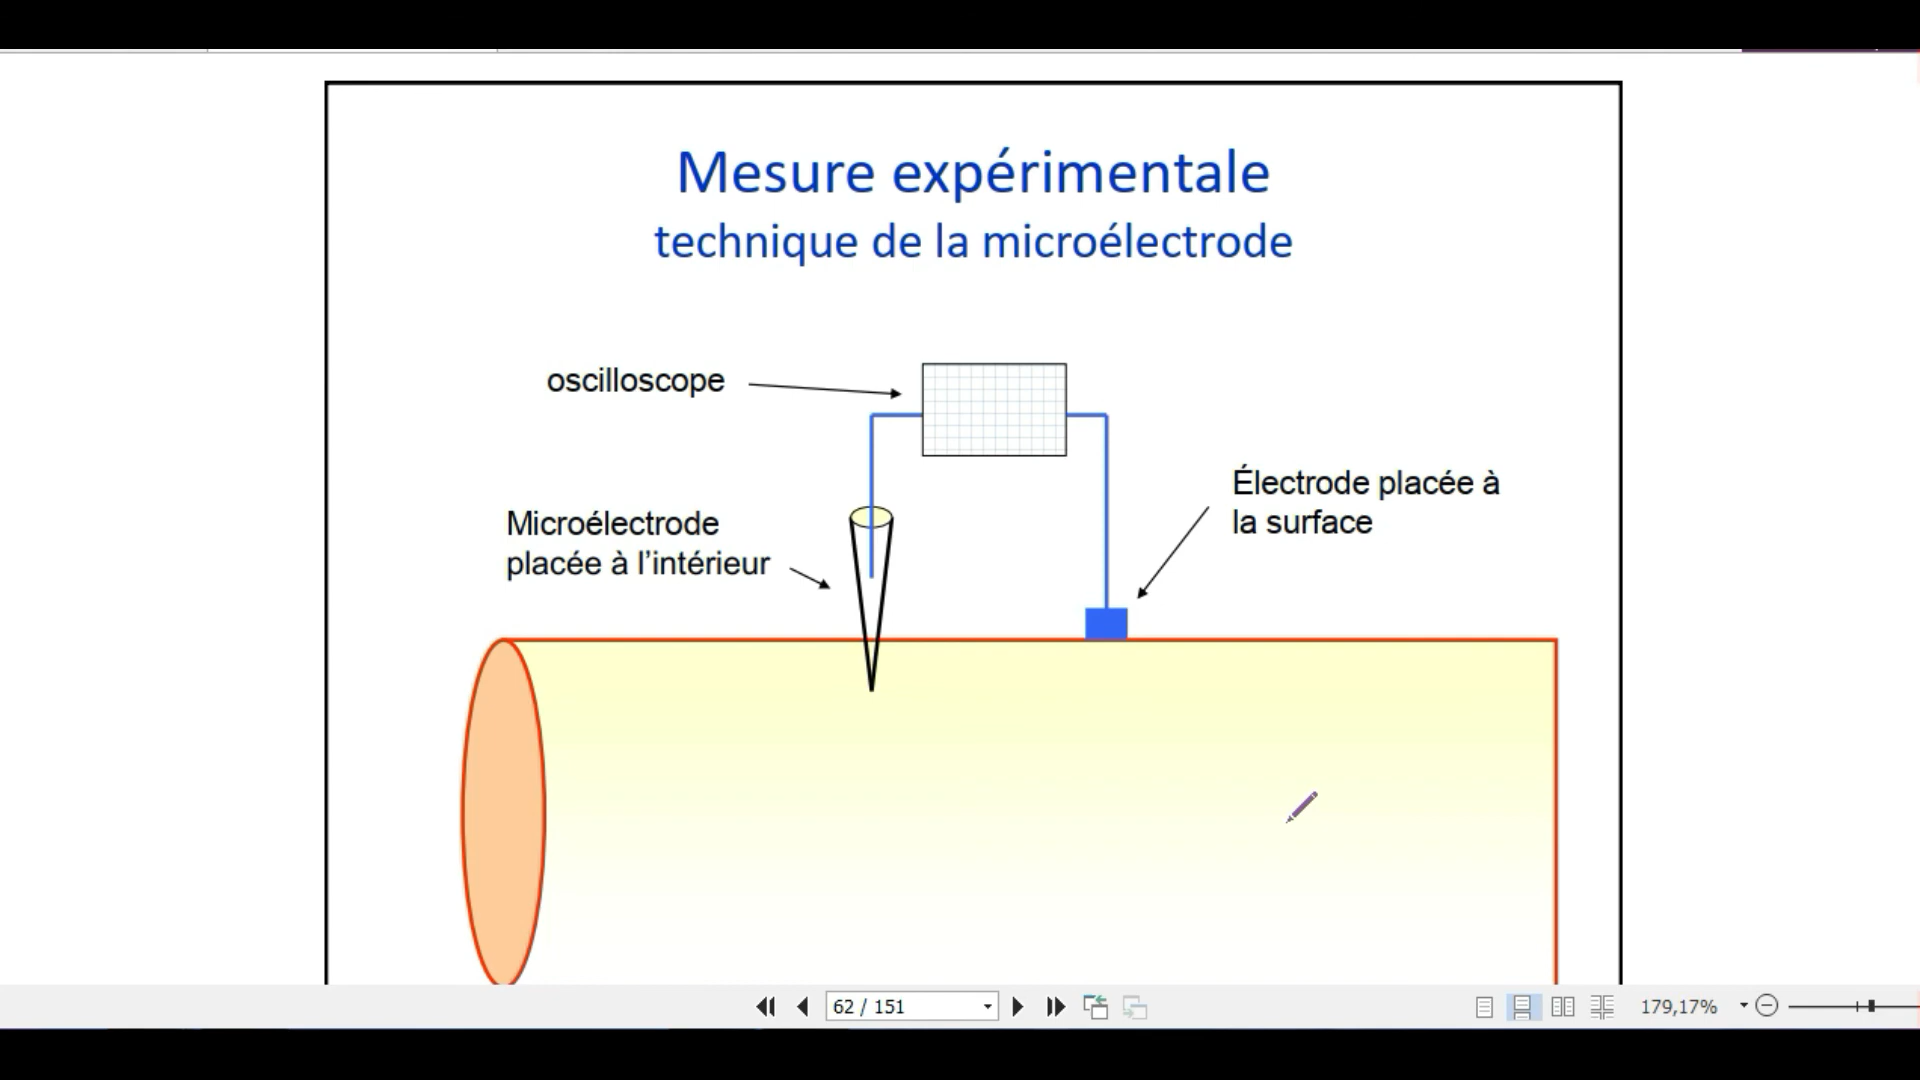 Mesure expérimentale
technique de la microélectrode
oscilloscope
Électrode placée à
la surface
Microélectrode
placée à l’intérieur
62 / 151
179,17%